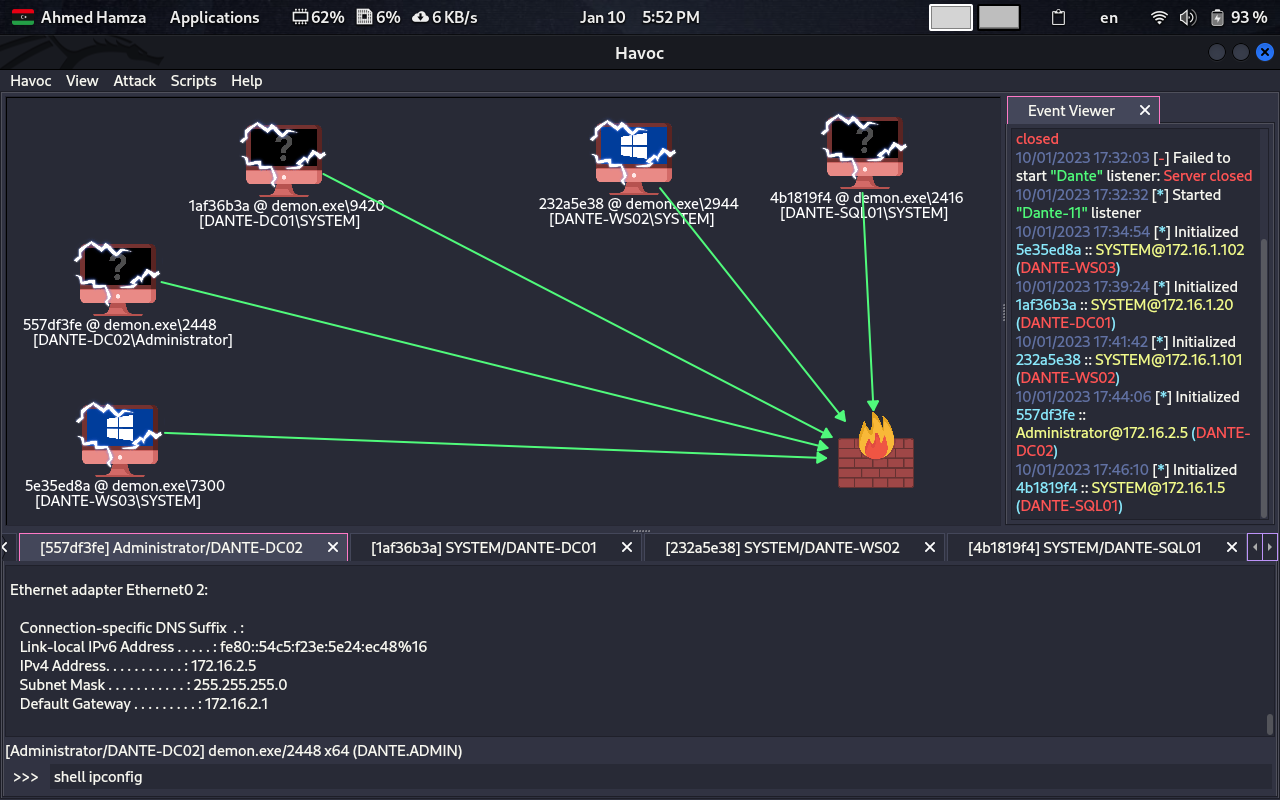 Ahmed Hamza Applications 62% 6% 6 KB/s Jan 10 5:52 PM en 93 %
Havoc
Havoc View Attack Scripts Help
1af36b3a @ demon.exe\9420
[DANTE-DC01\SYSTEM]
232a5e38 @ demon.exe\2944
[DANTE-WS02\SYSTEM]
4b1819f4 @ demon.exe\2416
[DANTE-SQL01\SYSTEM]
557df3fe @ demon.exe\2448
[DANTE-DC02\Administrator]
5e35ed8a @ demon.exe\7300
[DANTE-WS03\SYSTEM]
Event Viewer
closed
10/01/2023 17:32:03 [-] Failed to
start "Dante" listener: Server closed
10/01/2023 17:32:32 [*] Started
"Dante-11" listener
10/01/2023 17:34:54 [*] Initialized
5e35ed8a :: SYSTEM@172.16.1.102
(DANTE-WS03)
10/01/2023 17:39:24 [*] Initialized
1af36b3a :: SYSTEM@172.16.1.20
(DANTE-DC01)
10/01/2023 17:41:42 [*] Initialized
232a5e38 :: SYSTEM@172.16.1.101
(DANTE-WS02)
10/01/2023 17:44:06 [*] Initialized
557df3fe ::
Administrator@172.16.2.5 (DANTE-
DC02)
10/01/2023 17:46:10 [*] Initialized
4b1819f4 :: SYSTEM@172.16.1.5
(DANTE-SQL01)
[557df3fe] Administrator/DANTE-DC02 [1af36b3a] SYSTEM/DANTE-DC01 [232a5e38] SYSTEM/DANTE-WS02 [4b1819f4] SYSTEM/DANTE-SQL01
Ethernet adapter Ethernet0 2:
Connection-specific DNS Suffix . :
Link-local IPv6 Address . . . . . : fe80::54c5:f23e:5e24:ec48%16
IPv4 Address. . . . . . . . . . . : 172.16.2.5
Subnet Mask . . . . . . . . . . . : 255.255.255.0
Default Gateway . . . . . . . . . : 172.16.2.1
[Administrator/DANTE-DC02] demon.exe/2448 x64 (DANTE.ADMIN)
>>> shell ipconfig